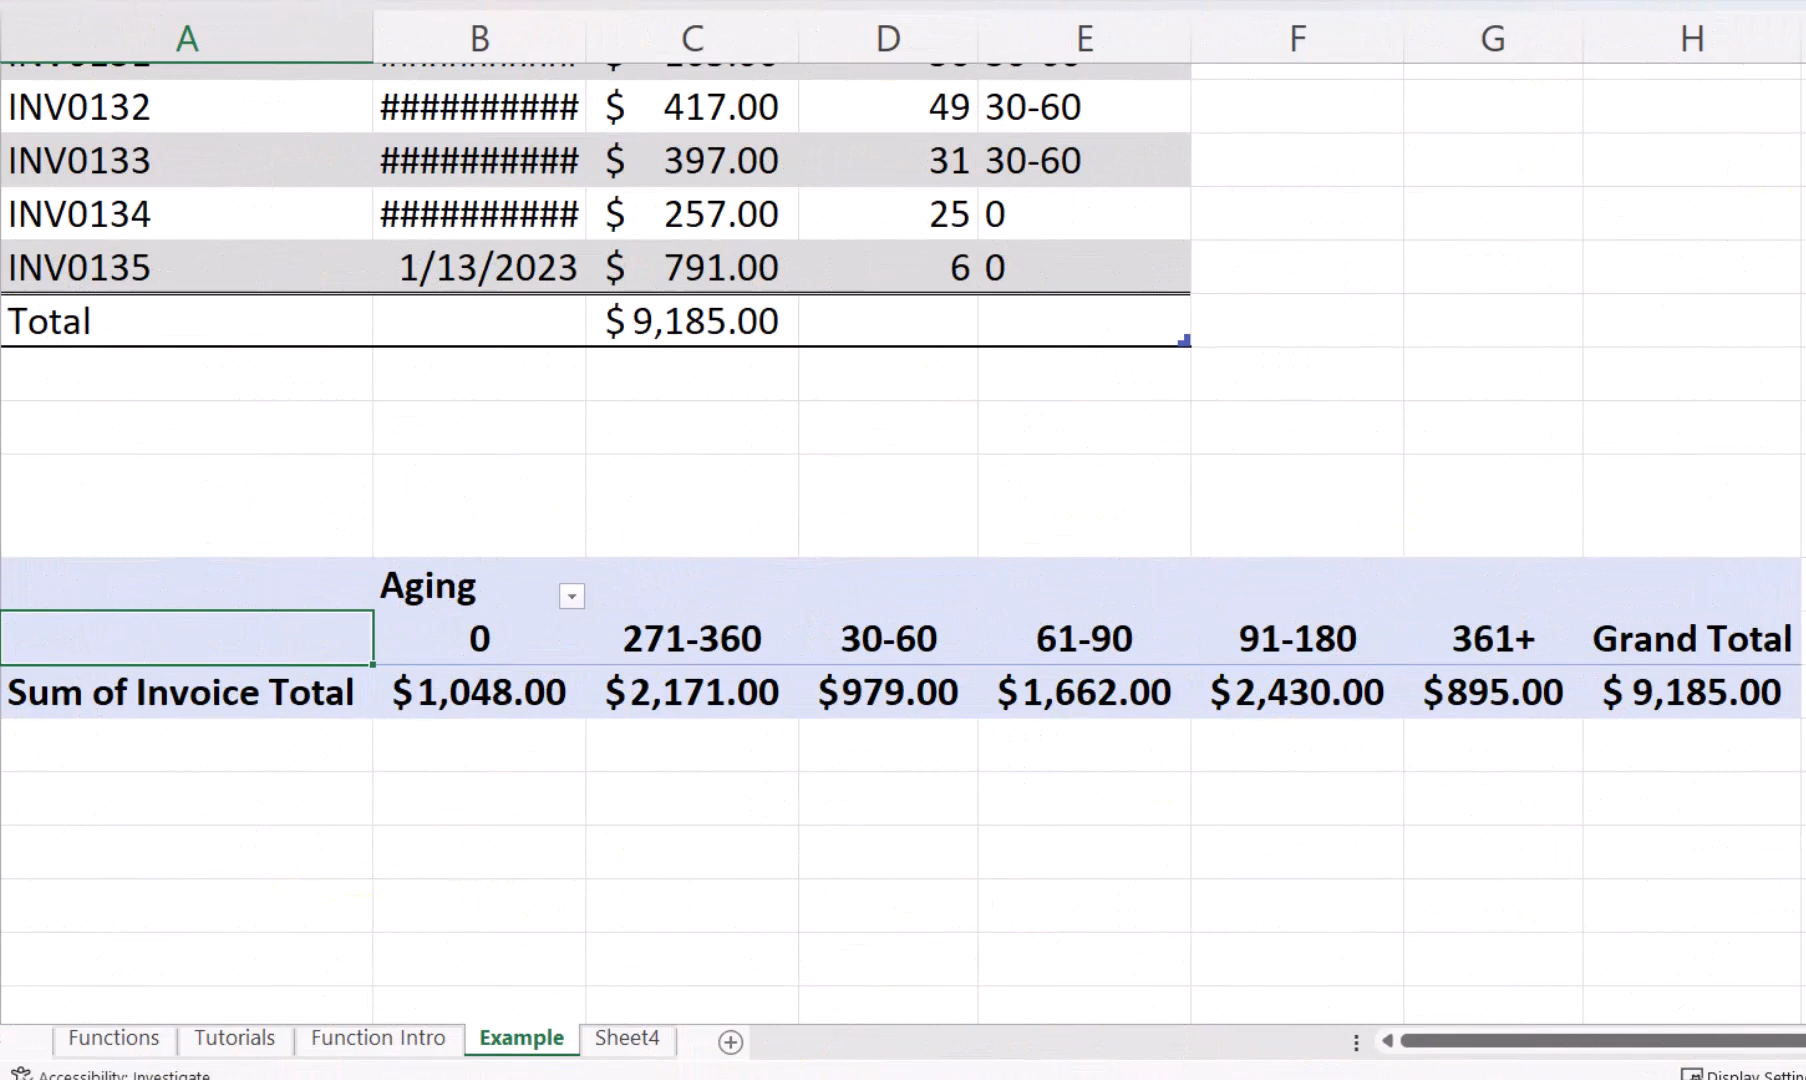 A B C D E F G H
INV0132 ########## $ 417.00 49 30-60
INV0133 ########## $ 397.00 31 30-60
INV0134 ########## $ 257.00 25 0
INV0135 1/13/2023 $ 791.00 6 0
Total $ 9,185.00
Aging
0 271-360 30-60 61-90 91-180 361+ Grand Total
Sum of Invoice Total $1,048.00 $2,171.00 $979.00 $1,662.00 $2,430.00 $895.00 $ 9,185.00
Functions Tutorials Function Intro Example Sheet4
Accessibility: Investigate Display Settin